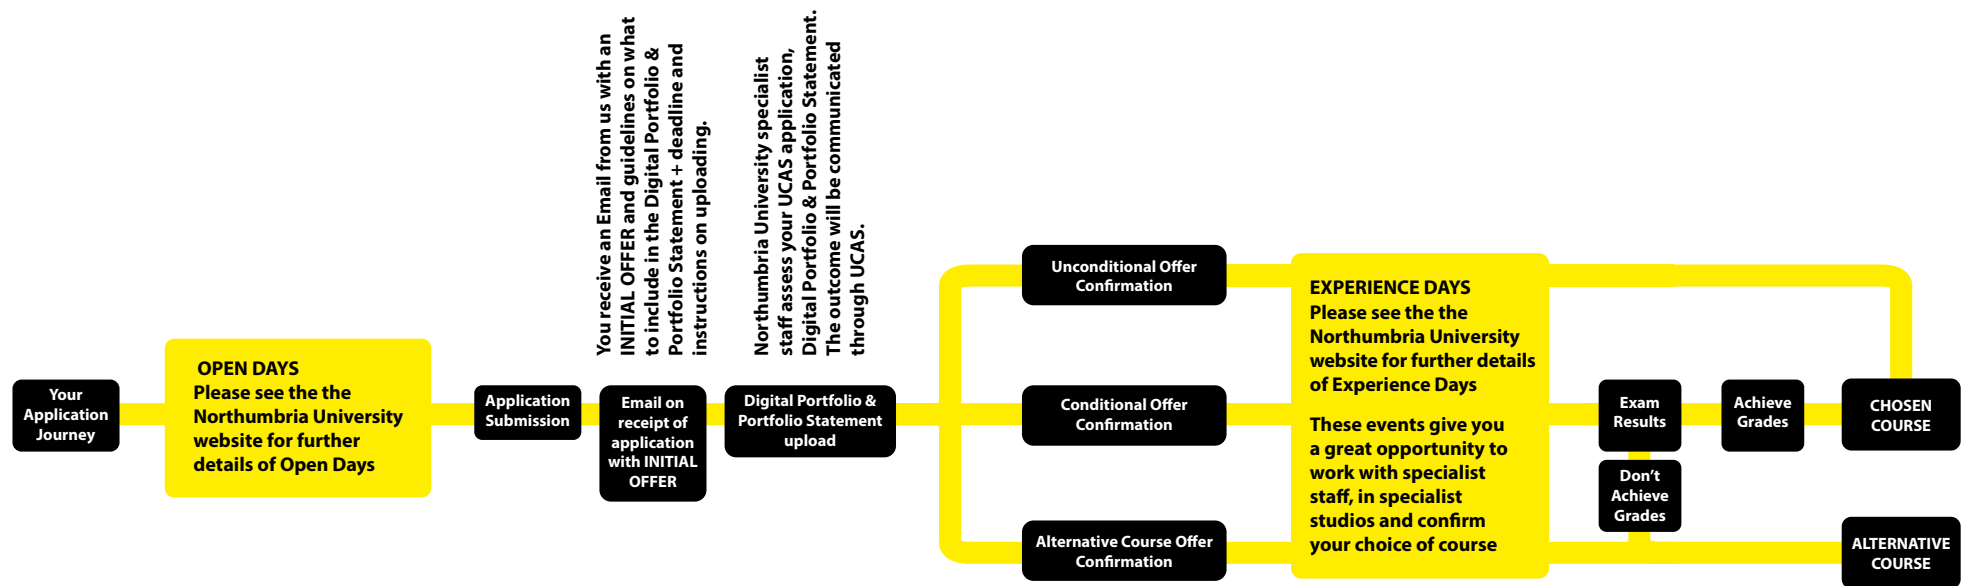 Your
Application
Journey
OPEN DAYS
Please see the the
Northumbria University
website for further
details of Open Days
Application
Submission
You receive an Email from us with an
INITIAL OFFER and guidelines on what
to include in the Digital Portfolio &
Portfolio Statement + deadline and
instructions on uploading.
Email on
receipt of
application
with INITIAL
OFFER
Northumbria University specialist
staff assess your UCAS application,
Digital Portfolio & Portfolio Statement.
The outcome will be communicated
through UCAS.
Digital Portfolio &
Portfolio Statement
upload
Unconditional Offer
Confirmation
Conditional Offer
Confirmation
Alternative Course Offer
Confirmation
EXPERIENCE DAYS
Please see the the
Northumbria University
website for further details
of Experience Days
These events give you
a great opportunity to
work with specialist
staff, in specialist
studios and confirm
your choice of course
Exam
Results
Achieve
Grades
CHOSEN
COURSE
Don't
Achieve
Grades
ALTERNATIVE
COURSE